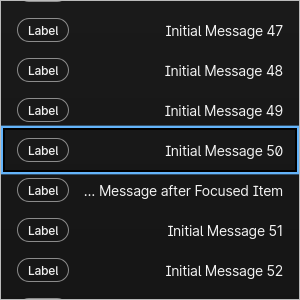 Label Initial Message 47
Label Initial Message 48
Label Initial Message 49
Label Initial Message 50
Label ... Message after Focused Item
Label Initial Message 51
Label Initial Message 52